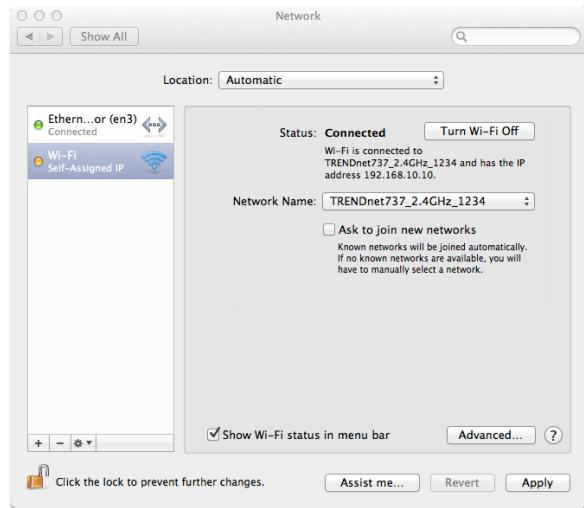 Network
Show All
Location: Automatic
Ethern...or (en3)
Connected
Wi-Fi
Self-Assigned IP
Status: Connected Turn Wi-Fi Off
Wi-Fi is connected to
TRENDnet737_2.4GHz_1234 and has the IP
address 192.168.10.10.
Network Name: TRENDnet737_2.4GHz_1234
Ask to join new networks
Known networks will be joined automatically.
If no known networks are available, you will
have to manually select a network.
Show Wi-Fi status in menu bar Advanced... ?
Click the lock to prevent further changes. Assist me... Revert Apply